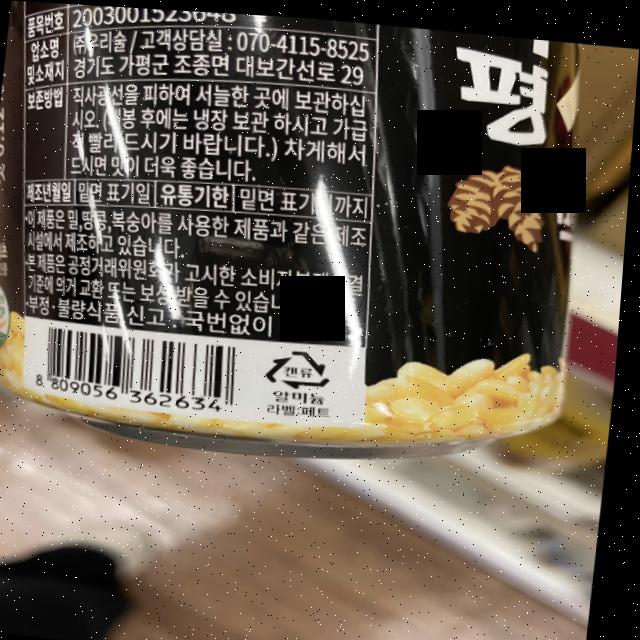 품목번호 2003001523648
업소명 ㈜우리술 / 고객상담실 : 070-4115-8525
및소재지 경기도 가평군 조종면 대보간선로 29
보존방법 직사광선을 피하여 서늘한 곳에 보관하십
시오. 개봉 후에는 냉장 보관 하시고 가급
적 빨리 드시기 바랍니다.) 차게해서
드시면 맛이 더욱 좋습니다.
제조년월일 밑면 표기일 유통기한 밑면 표기 까지
·이 제품은 밀,땅콩,복숭아를 사용한 제품과 같은 제조
시설에서 제조하고 있습니다.
·본 제품은 공정거래위원회 고시한 소비
기준에 의거 교환 또는 보상 받을 수 있습니
·부정·불량식품 신고 국번없이
8 809056 362634
캔류
알미늄
라벨:페트
평